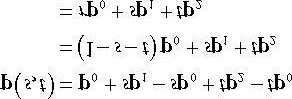 p(s,t) = p₀ + sp₁ − sp₀ + tp₂ − tp₀
= (1 − s − t) p₀ + sp₁ + tp₂
= rp₀ + sp₁ + tp₂